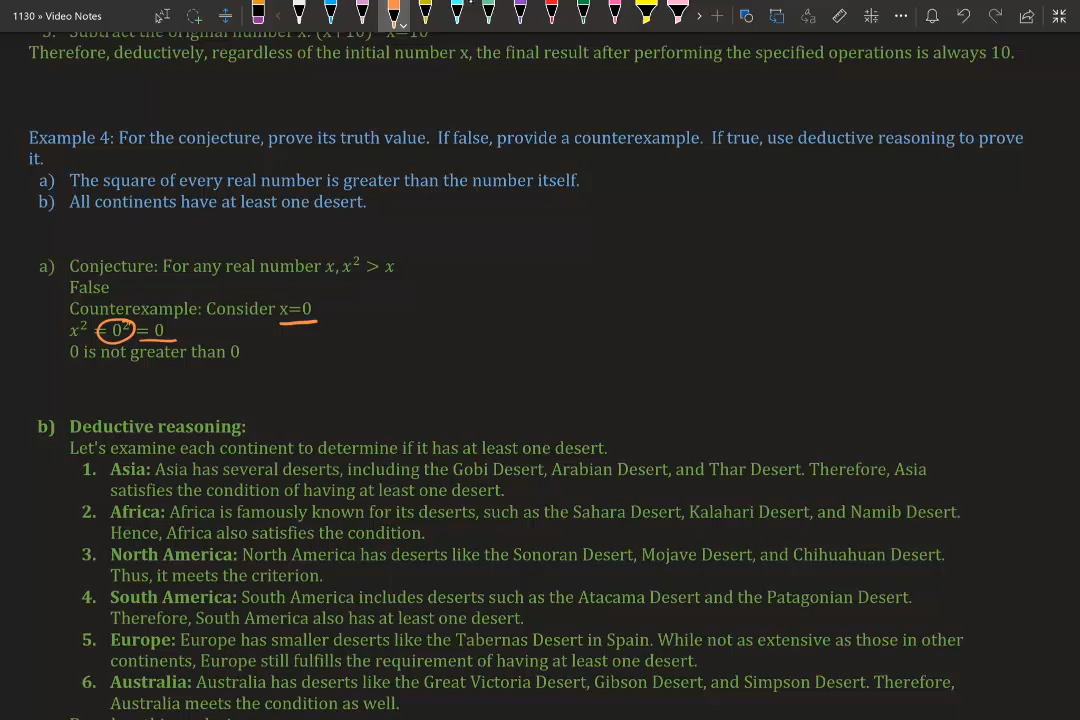 1130 » Video Notes
3. Subtract the original number x: (x+10) - x=10
Therefore, deductively, regardless of the initial number x, the final result after performing the specified operations is always 10.
Example 4: For the conjecture, prove its truth value. If false, provide a counterexample. If true, use deductive reasoning to prove
it.
a) The square of every real number is greater than the number itself.
b) All continents have at least one desert.
a) Conjecture: For any real number x, x² > x
False
Counterexample: Consider x=0
x² = 0² = 0
0 is not greater than 0
b) Deductive reasoning:
Let's examine each continent to determine if it has at least one desert.
1. Asia: Asia has several deserts, including the Gobi Desert, Arabian Desert, and Thar Desert. Therefore, Asia
satisfies the condition of having at least one desert.
2. Africa: Africa is famously known for its deserts, such as the Sahara Desert, Kalahari Desert, and Namib Desert.
Hence, Africa also satisfies the condition.
3. North America: North America has deserts like the Sonoran Desert, Mojave Desert, and Chihuahuan Desert.
Thus, it meets the criterion.
4. South America: South America includes deserts such as the Atacama Desert and the Patagonian Desert.
Therefore, South America also has at least one desert.
5. Europe: Europe has smaller deserts like the Tabernas Desert in Spain. While not as extensive as those in other
continents, Europe still fulfills the requirement of having at least one desert.
6. Australia: Australia has deserts like the Great Victoria Desert, Gibson Desert, and Simpson Desert. Therefore,
Australia meets the condition as well.